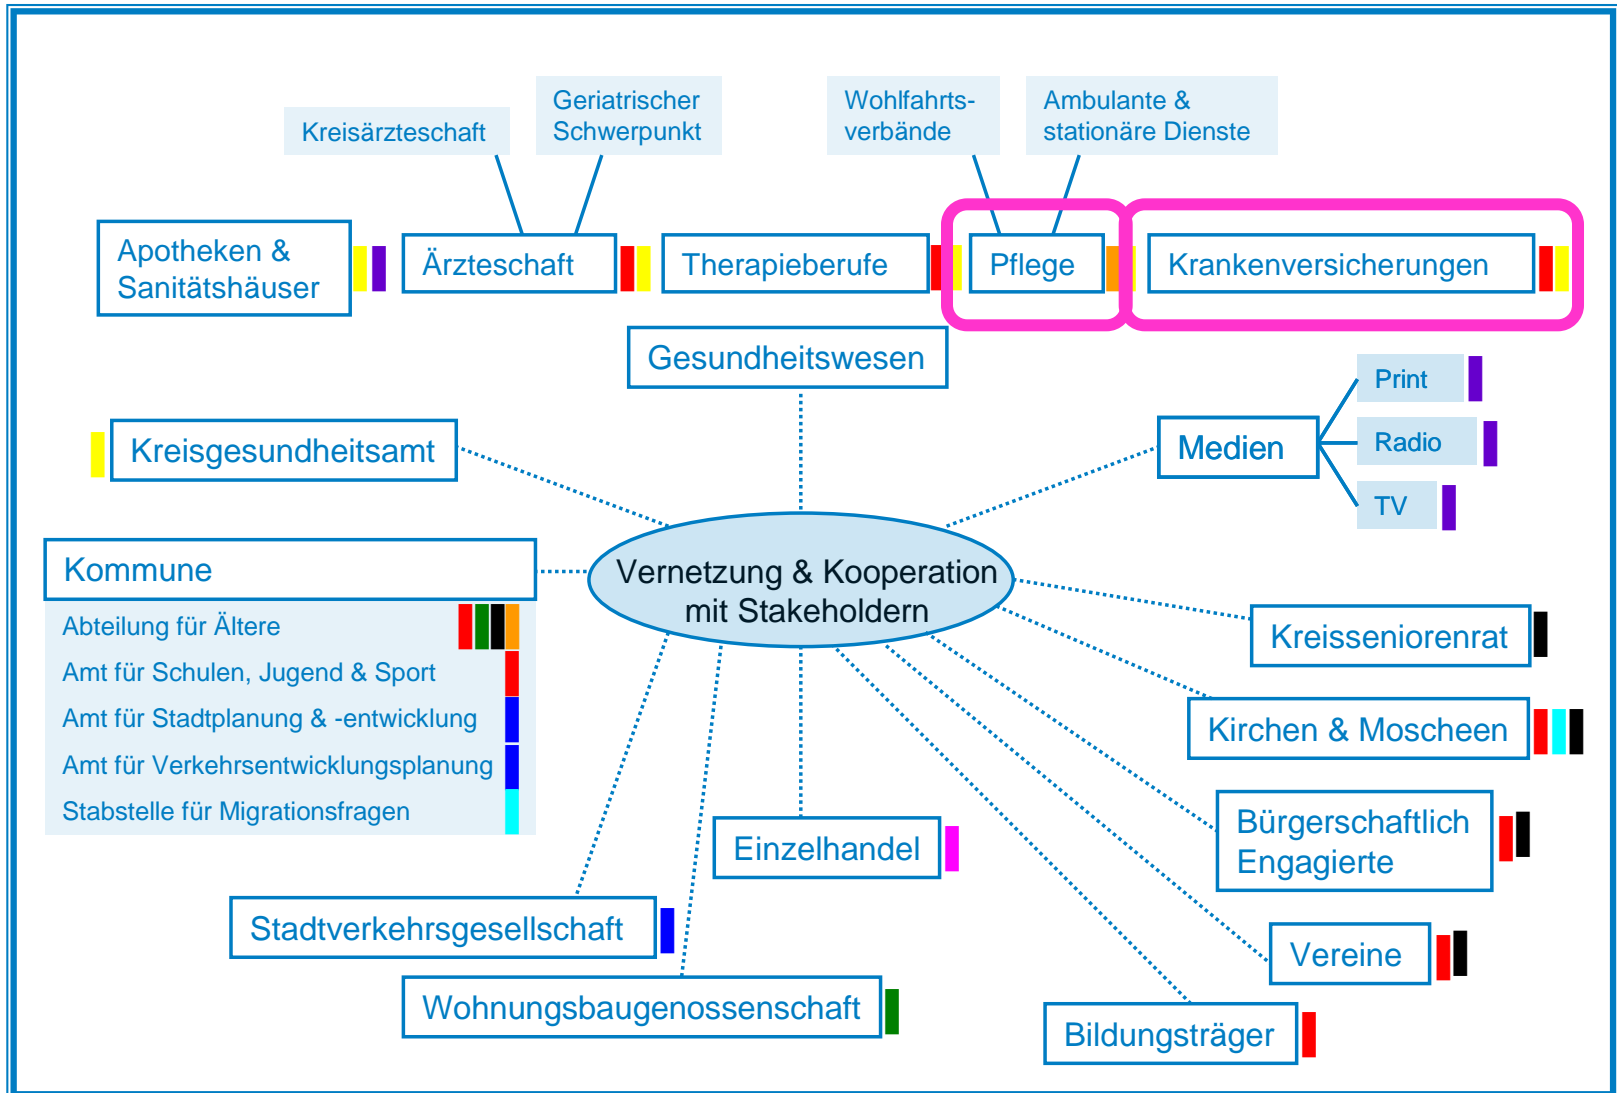 Kreisärzteschaft
Geriatrischer
Schwerpunkt
Wohlfahrts-
verbände
Ambulante &
stationäre Dienste
Apotheken &
Sanitätshäuser
Ärzteschaft
Therapieberufe
Pflege
Krankenversicherungen
Gesundheitswesen
Kreisgesundheitsamt
Medien
Print
Radio
TV
Kommune
Abteilung für Ältere
Amt für Schulen, Jugend & Sport
Amt für Stadtplanung & -entwicklung
Amt für Verkehrsentwicklungsplanung
Stabstelle für Migrationsfragen
Vernetzung & Kooperation
mit Stakeholdern
Kreisseniorenrat
Kirchen & Moscheen
Bürgerschaftlich
Engagierte
Einzelhandel
Stadtverkehrsgesellschaft
Vereine
Wohnungsbaugenossenschaft
Bildungsträger